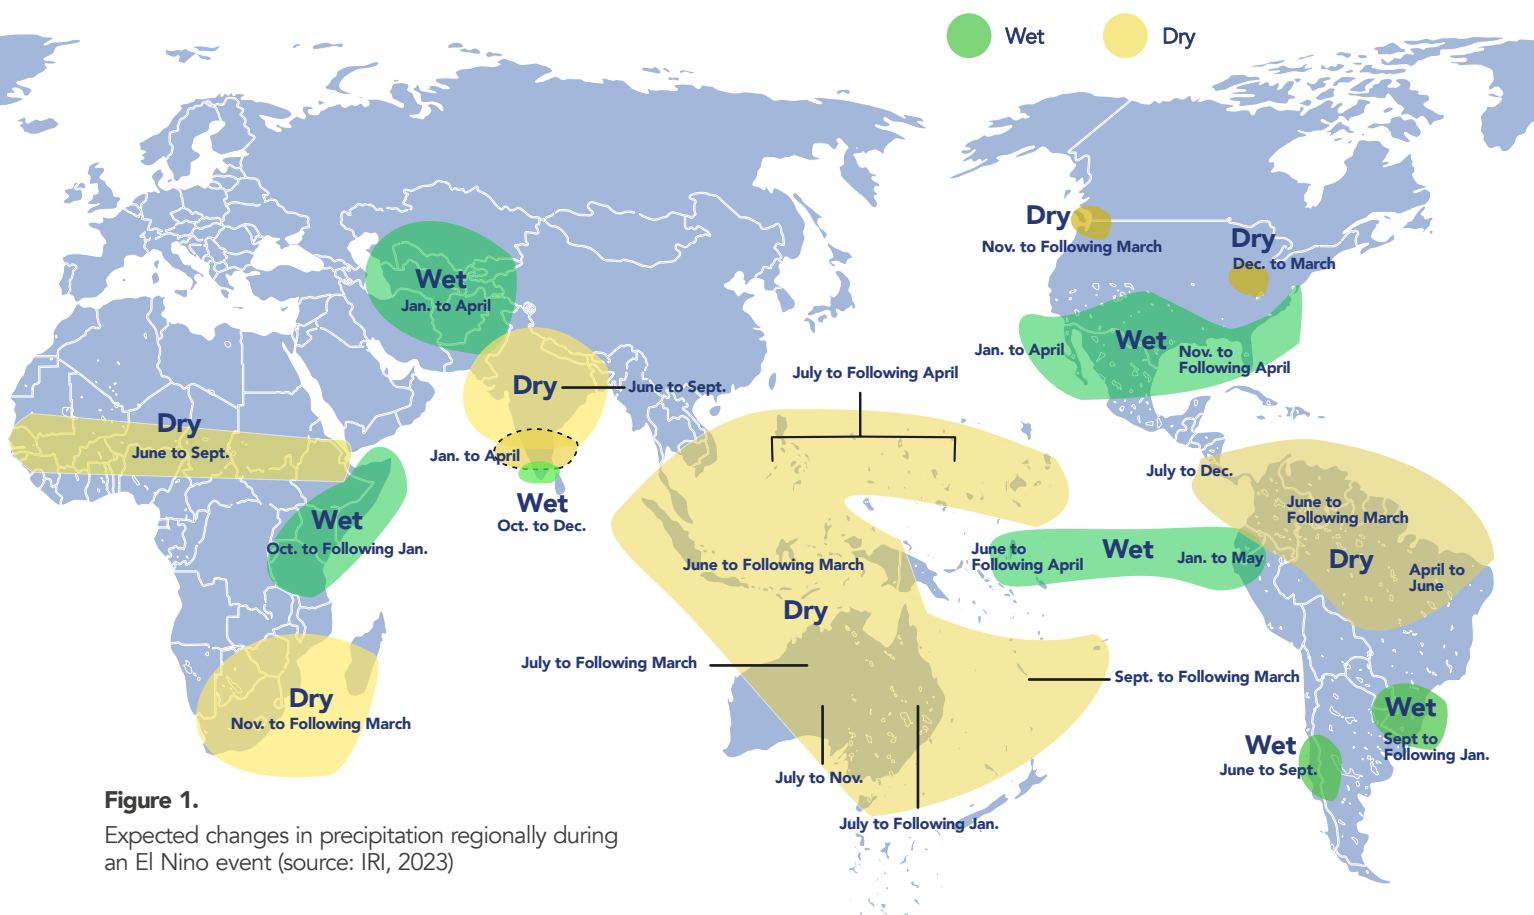 Wet
Dry
Dry
Nov. to Following March
Dry
Dec. to March
Wet
Jan. to April
Jan. to April
Wet
Nov. to
Following April
Dry
June to Sept.
July to Following April
Dry
June to Sept.
Jan. to April
July to Dec.
Wet
Oct. to Dec.
June to
Following March
Wet
Oct. to Following Jan.
June to Following March
June to
Following April
Wet
Jan. to May
Dry
April to
June
Dry
July to Following March
Sept. to Following March
Dry
Nov. to Following March
Wet
Sept to
Following Jan.
Wet
June to Sept.
July to Nov.
July to Following Jan.
Figure 1.
Expected changes in precipitation regionally during
an El Nino event (source: IRI, 2023)